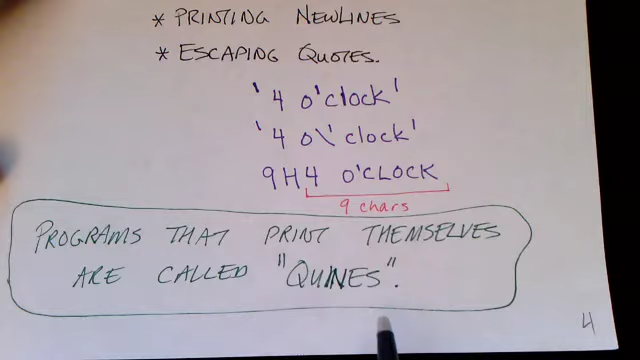 * PRINTING NEWLINES
* ESCAPING QUOTES.
'4 o'clock'
'4 o\'clock'
9H4 O'CLOCK
9 chars
PROGRAMS THAT PRINT THEMSELVES
ARE CALLED "QUINES".
4